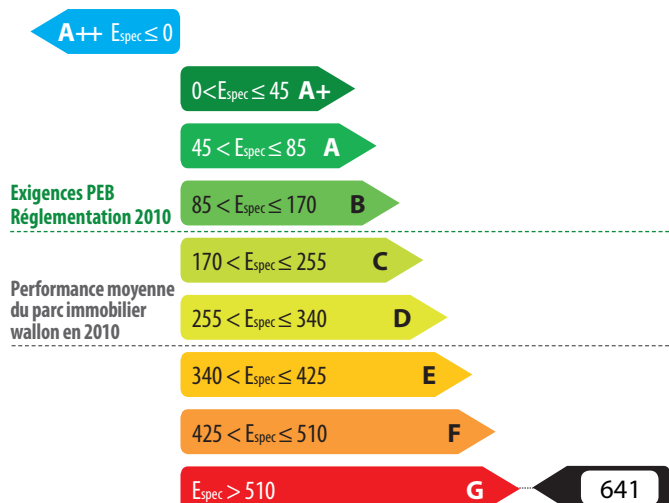 A++ Espec ≤ 0
0<Espec ≤ 45 A+
45 < Espec ≤ 85 A
Exigences PEB
Réglementation 2010
85 < Espec ≤ 170 B
170 < Espec ≤ 255 C
Performance moyenne
du parc immobilier
wallon en 2010
255 < Espec ≤ 340 D
340 < Espec ≤ 425 E
425 < Espec ≤ 510 F
Espec > 510 G 641